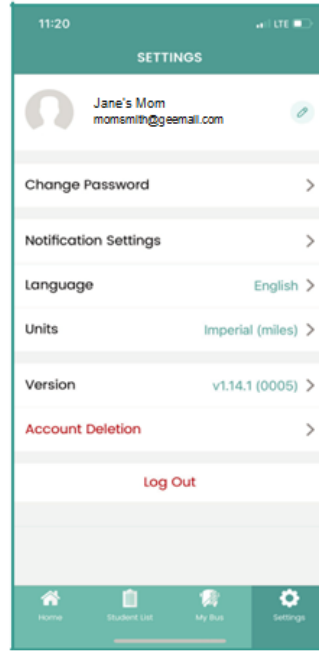 11:20 LTE
SETTINGS
Jane's Mom
momsmith@geemail.com
Change Password
Notification Settings
Language English
Units Imperial (miles)
Version v1.14.1 (0005)
Account Deletion
Log Out
Home Student List My Bus Settings